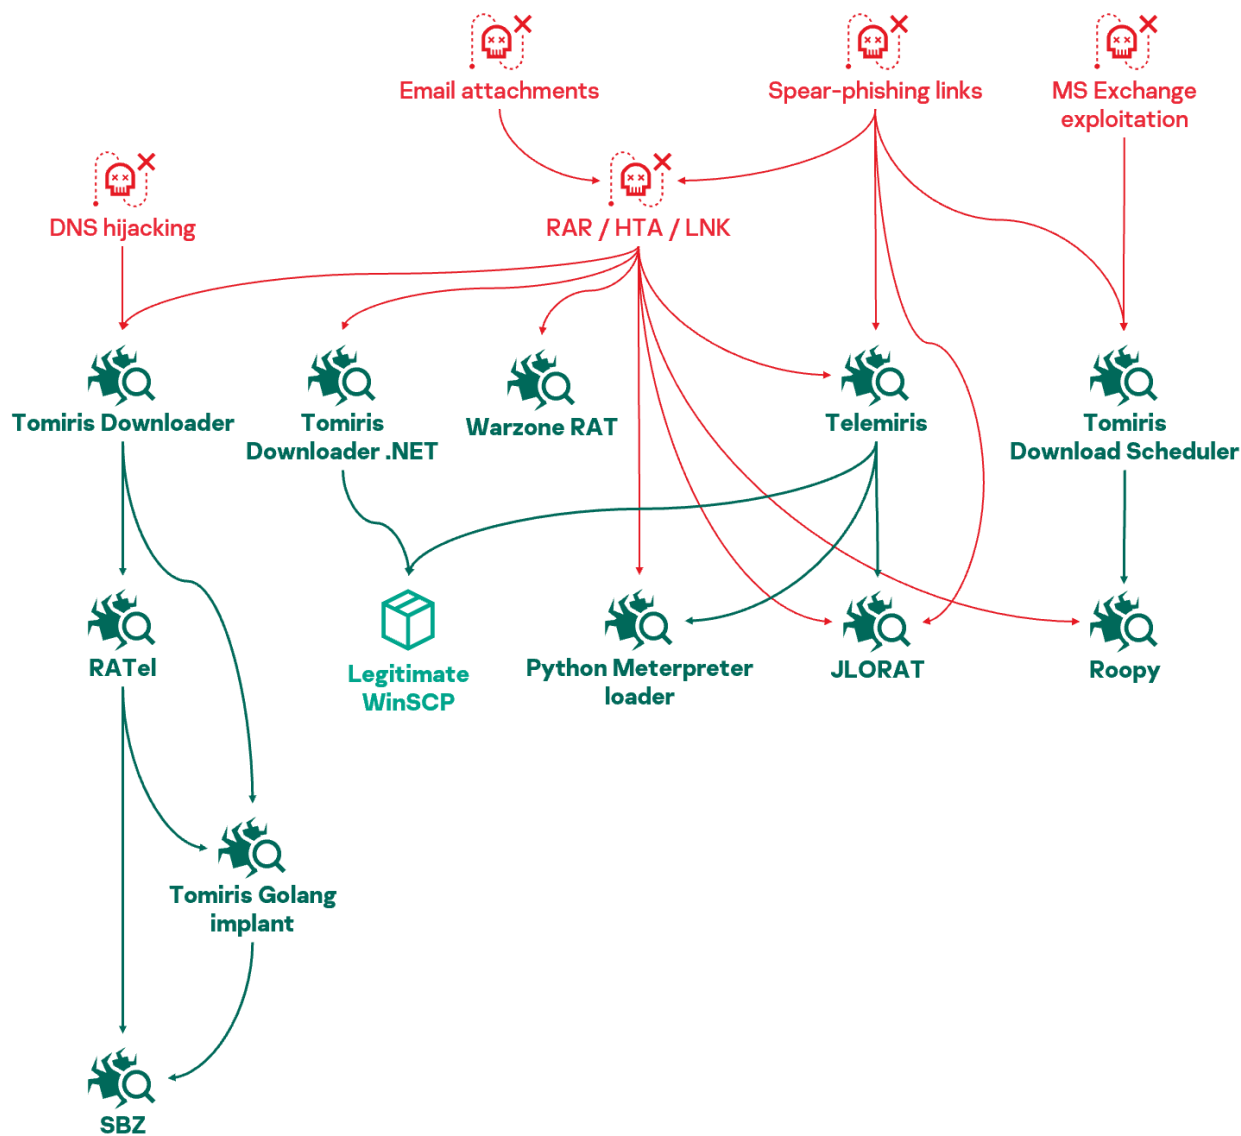 Email attachments
Spear-phishing links
MS Exchange
exploitation
DNS hijacking
RAR / HTA / LNK
Tomiris Downloader
Tomiris
Downloader .NET
Warzone RAT
Telemiris
Tomiris
Download Scheduler
RATel
Legitimate
WinSCP
Python Meterpreter
loader
JLORAT
Roopy
Tomiris Golang
implant
SBZ